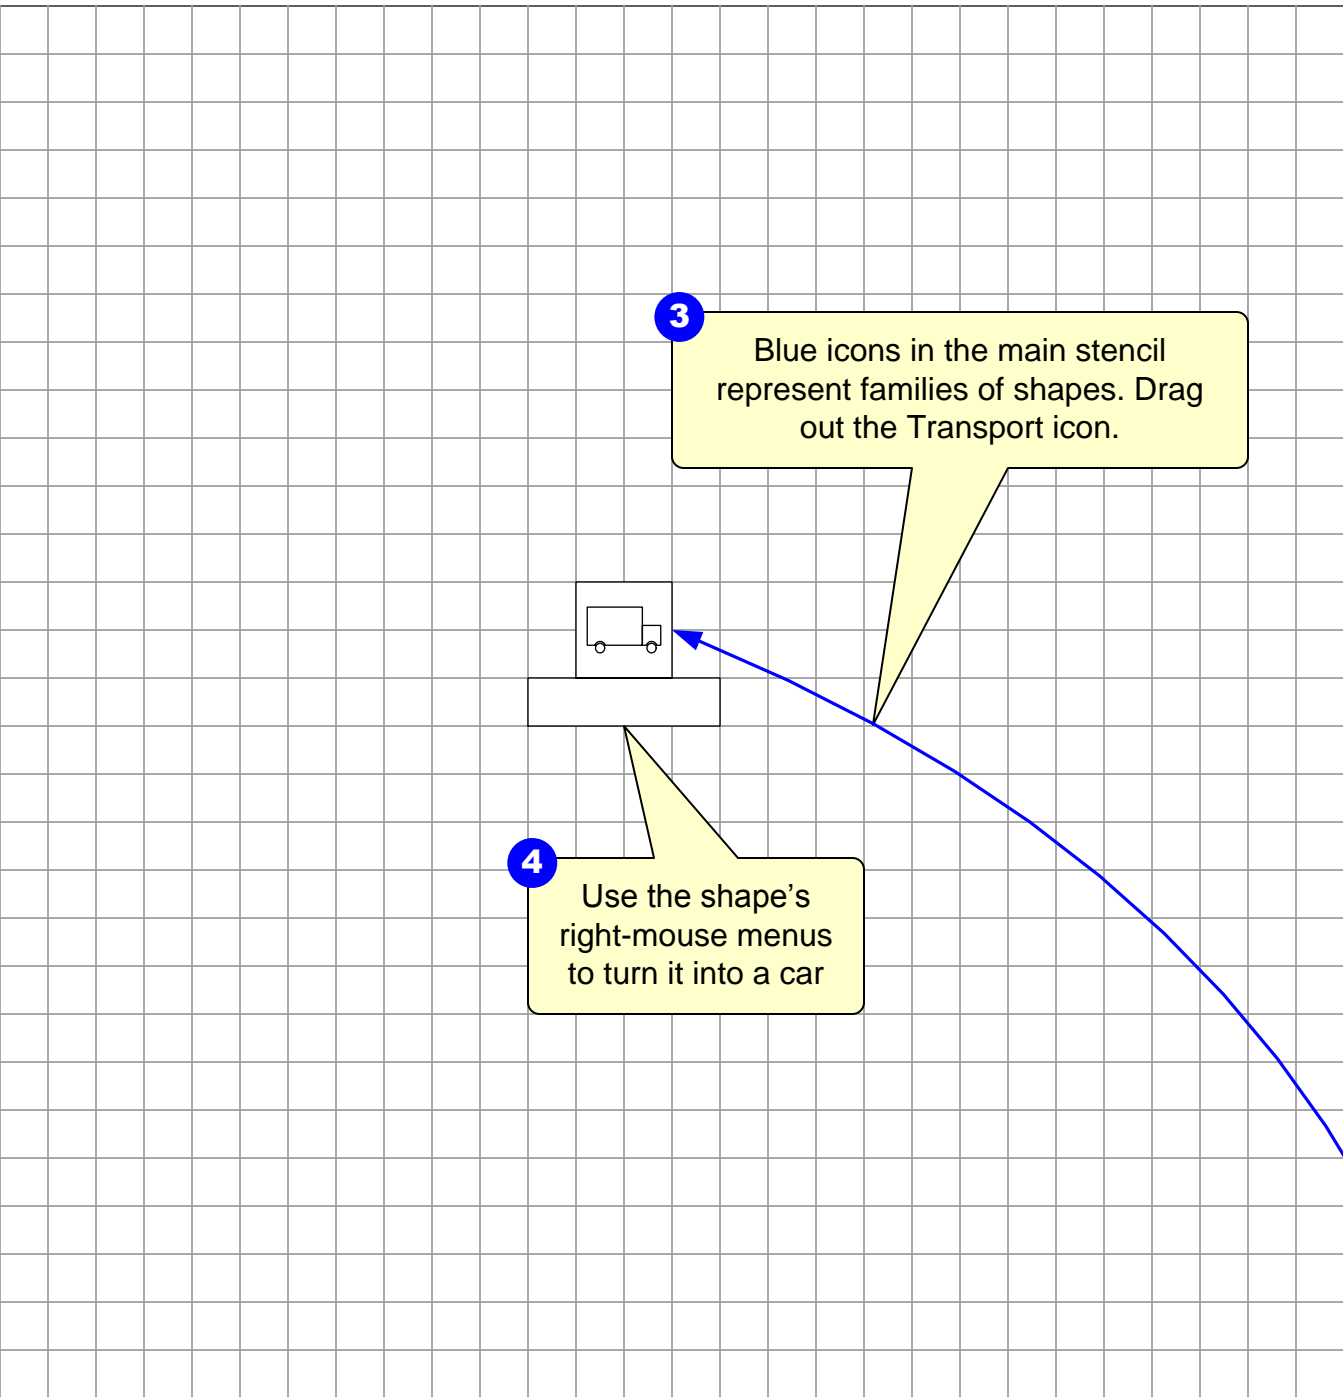 3
Blue icons in the main stencil
represent families of shapes. Drag
out the Transport icon.
4
Use the shape’s
right-mouse menus
to turn it into a car